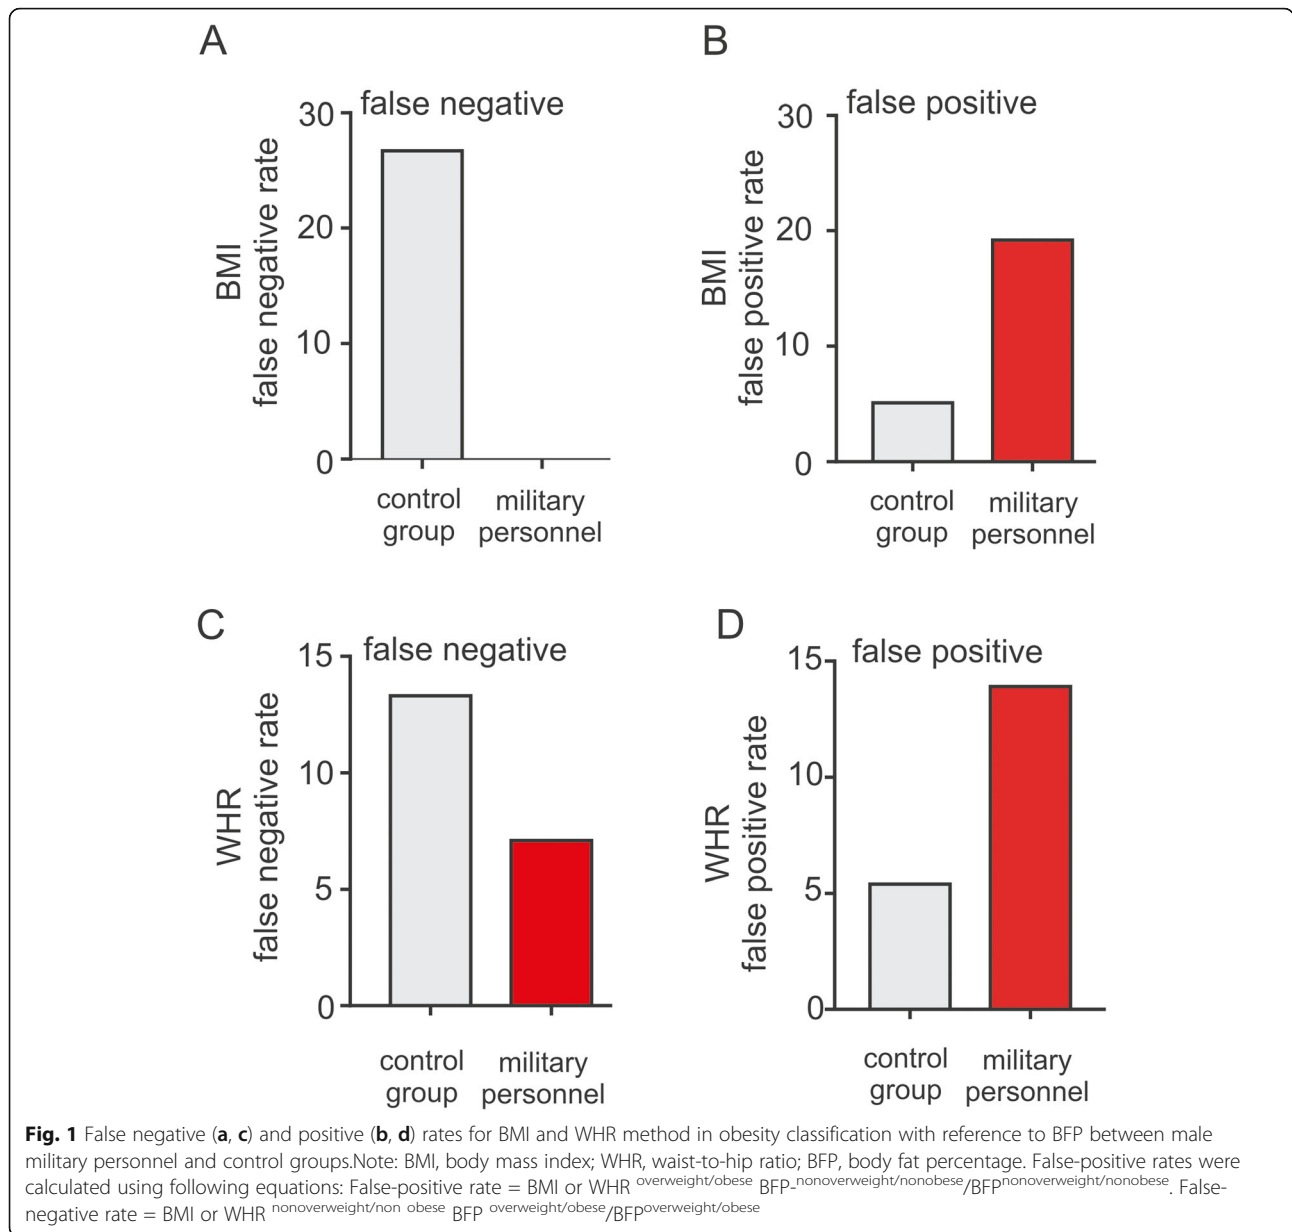 A
false negative
BMI
false negative rate
30
20
10
0
control
group
military
personnel
B
false positive
BMI
false positive rate
30
20
10
0
control
group
military
personnel
C
false negative
WHR
false negative rate
15
10
5
0
control
group
military
personnel
D
false positive
WHR
false positive rate
15
10
5
0
control
group
military
personnel
Fig. 1 False negative (a, c) and positive (b, d) rates for BMI and WHR method in obesity classification with reference to BFP between male
military personnel and control groups.Note: BMI, body mass index; WHR, waist-to-hip ratio; BFP, body fat percentage. False-positive rates were
calculated using following equations: False-positive rate = BMI or WHR overweight/obese BFP-nonoverweight/nonobese/BFPnonoverweight/nonobese. False-
negative rate = BMI or WHR nonoverweight/non obese BFP overweight/obese/BFPoverweight/obese